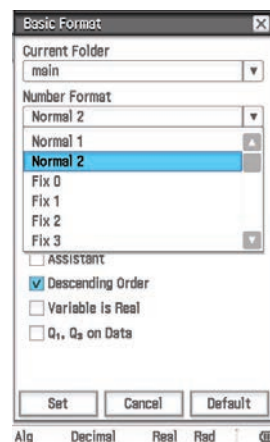 Basic Format
Current Folder
main
Number Format
Normal 2
Normal 1
Normal 2
Fix 0
Fix 1
Fix 2
Fix 3
Assistant
Descending Order
Variable is Real
Q₁, Q₃ on Data
Set Cancel Default
Alg Decimal Real Rad